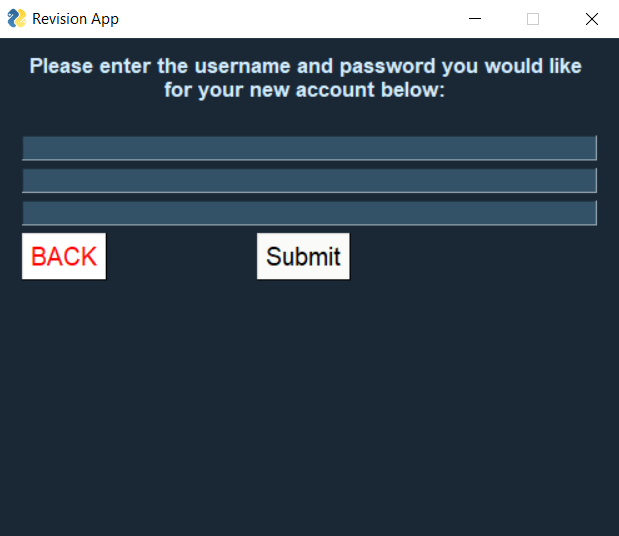 Revision App
Please enter the username and password you would like
for your new account below:
BACK
Submit